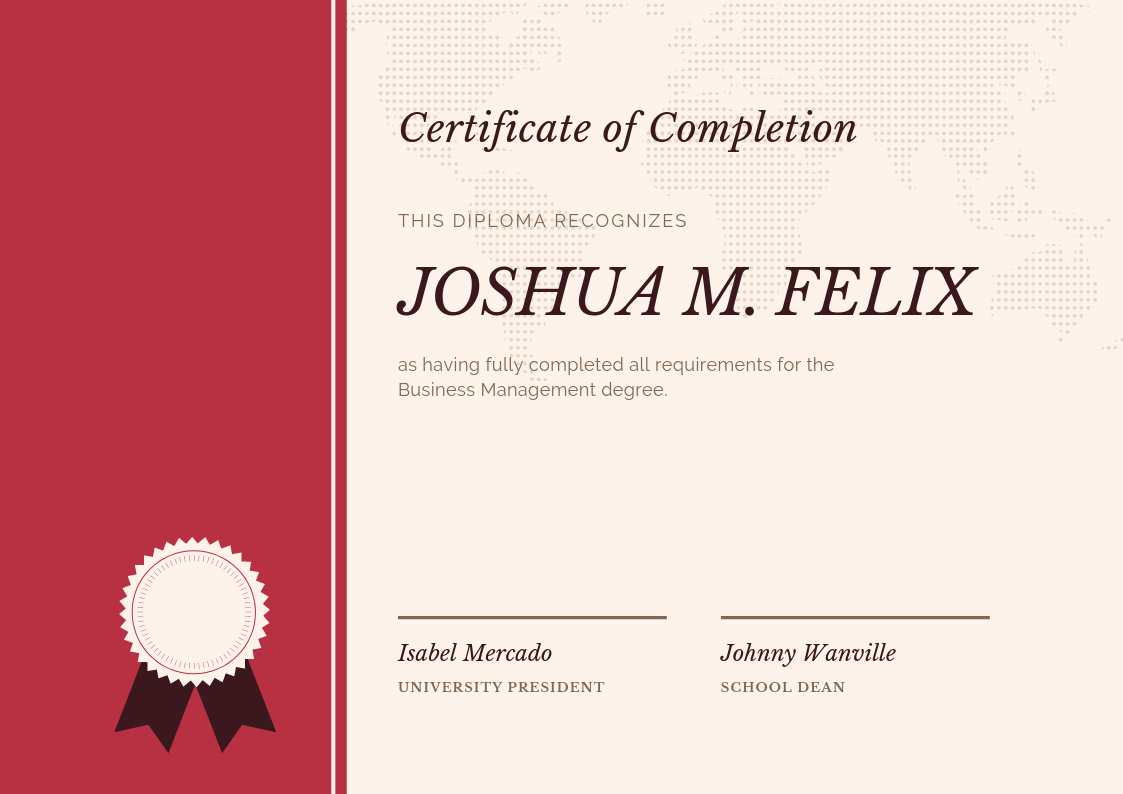 Certificate of Completion
THIS DIPLOMA RECOGNIZES
JOSHUA M. FELIX
as having fully completed all requirements for the
Business Management degree.
Isabel Mercado
UNIVERSITY PRESIDENT
Johnny Wanville
SCHOOL DEAN